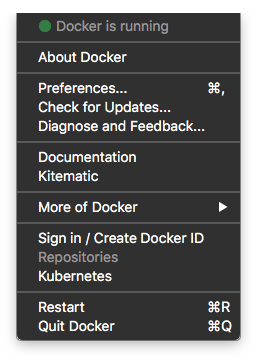 Docker is running
About Docker
Preferences... ⌘,
Check for Updates...
Diagnose and Feedback...
Documentation
Kitematic
More of Docker ▶
Sign in / Create Docker ID
Repositories
Kubernetes
Restart ⌘R
Quit Docker ⌘Q